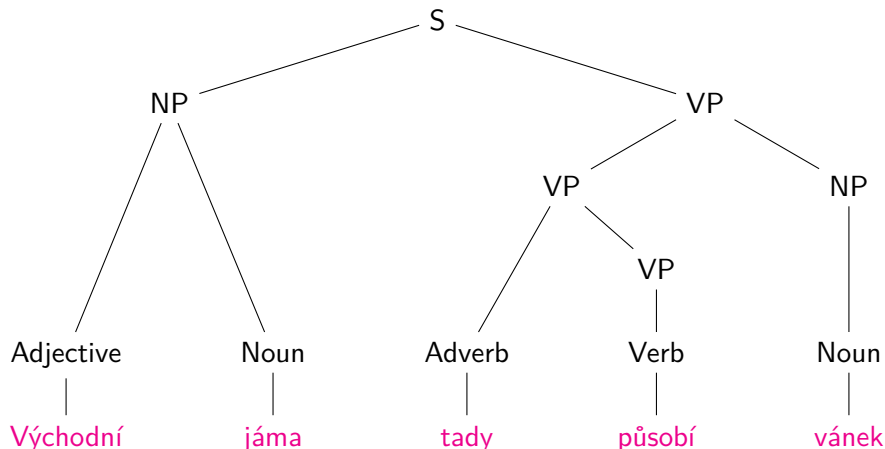 S
NP VP
VP NP
VP
Adjective Noun Adverb Verb Noun
Východní jáma tady působí vánek